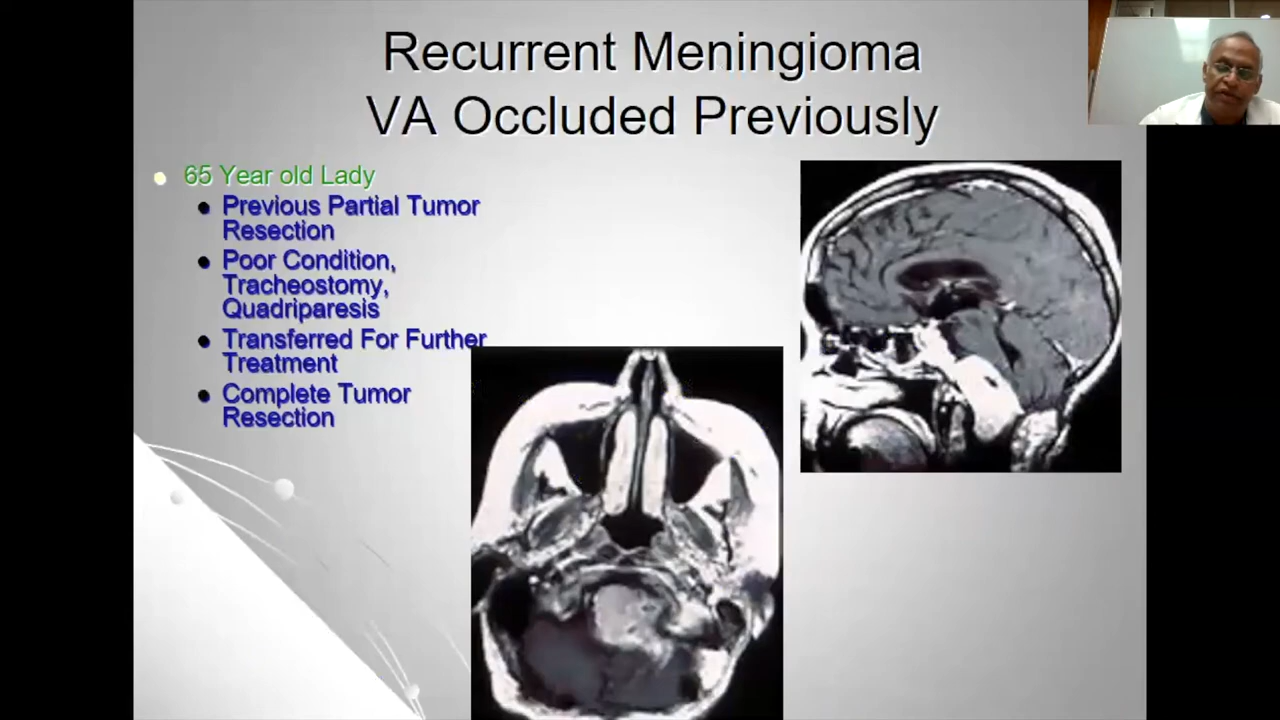 Recurrent Meningioma
VA Occluded Previously
65 Year old Lady
Previous Partial Tumor
Resection
Poor Condition,
Tracheostomy,
Quadriparesis
Transferred For Further
Treatment
Complete Tumor
Resection